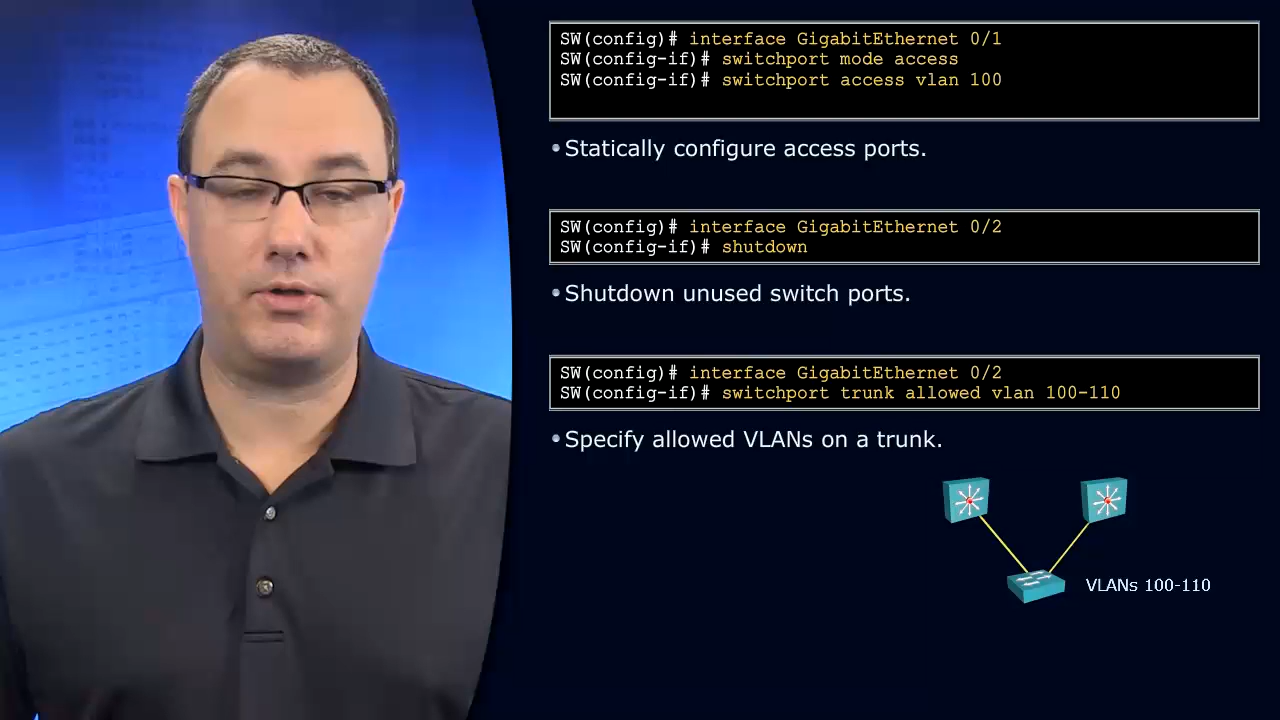 SW(config)# interface GigabitEthernet 0/1
SW(config-if)# switchport mode access
SW(config-if)# switchport access vlan 100
•Statically configure access ports.
SW(config)# interface GigabitEthernet 0/2
SW(config-if)# shutdown
•Shutdown unused switch ports.
SW(config)# interface GigabitEthernet 0/2
SW(config-if)# switchport trunk allowed vlan 100-110
•Specify allowed VLANs on a trunk.
VLANs 100-110